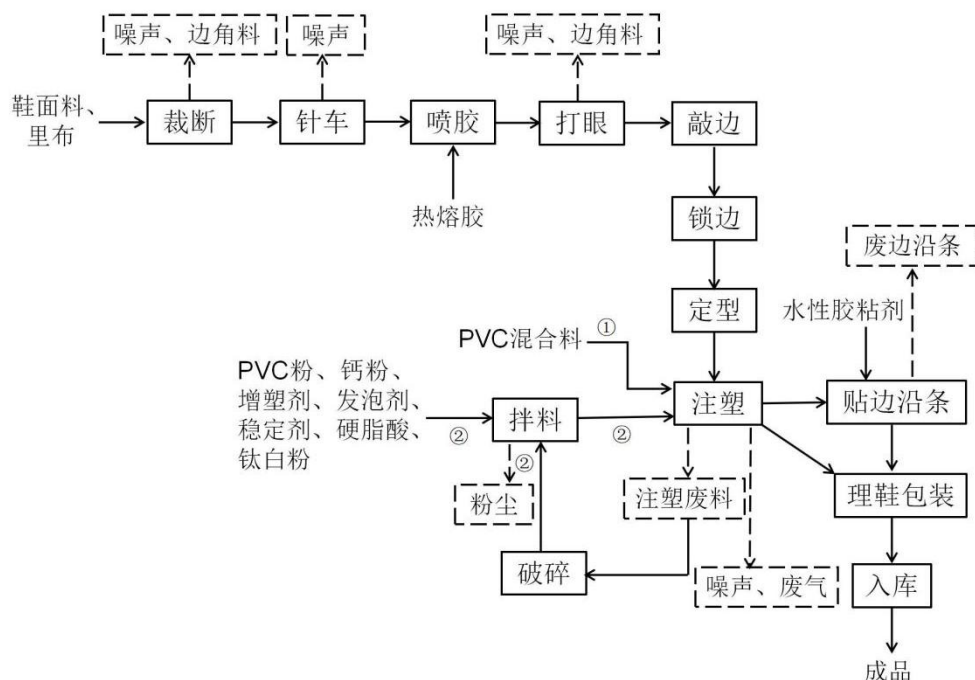 噪声、边角料
噪声
噪声、边角料
鞋面料、
里布
裁断
针车
喷胶
打眼
敲边
热熔胶
锁边
废边沿条
定型
水性胶粘剂
PVC混合料
①
PVC粉、钙粉、
增塑剂、发泡剂、
稳定剂、硬脂酸、
钛白粉
②
拌料
②
注塑
贴边沿条
②
粉尘
注塑废料
理鞋包装
破碎
噪声、废气
入库
成品